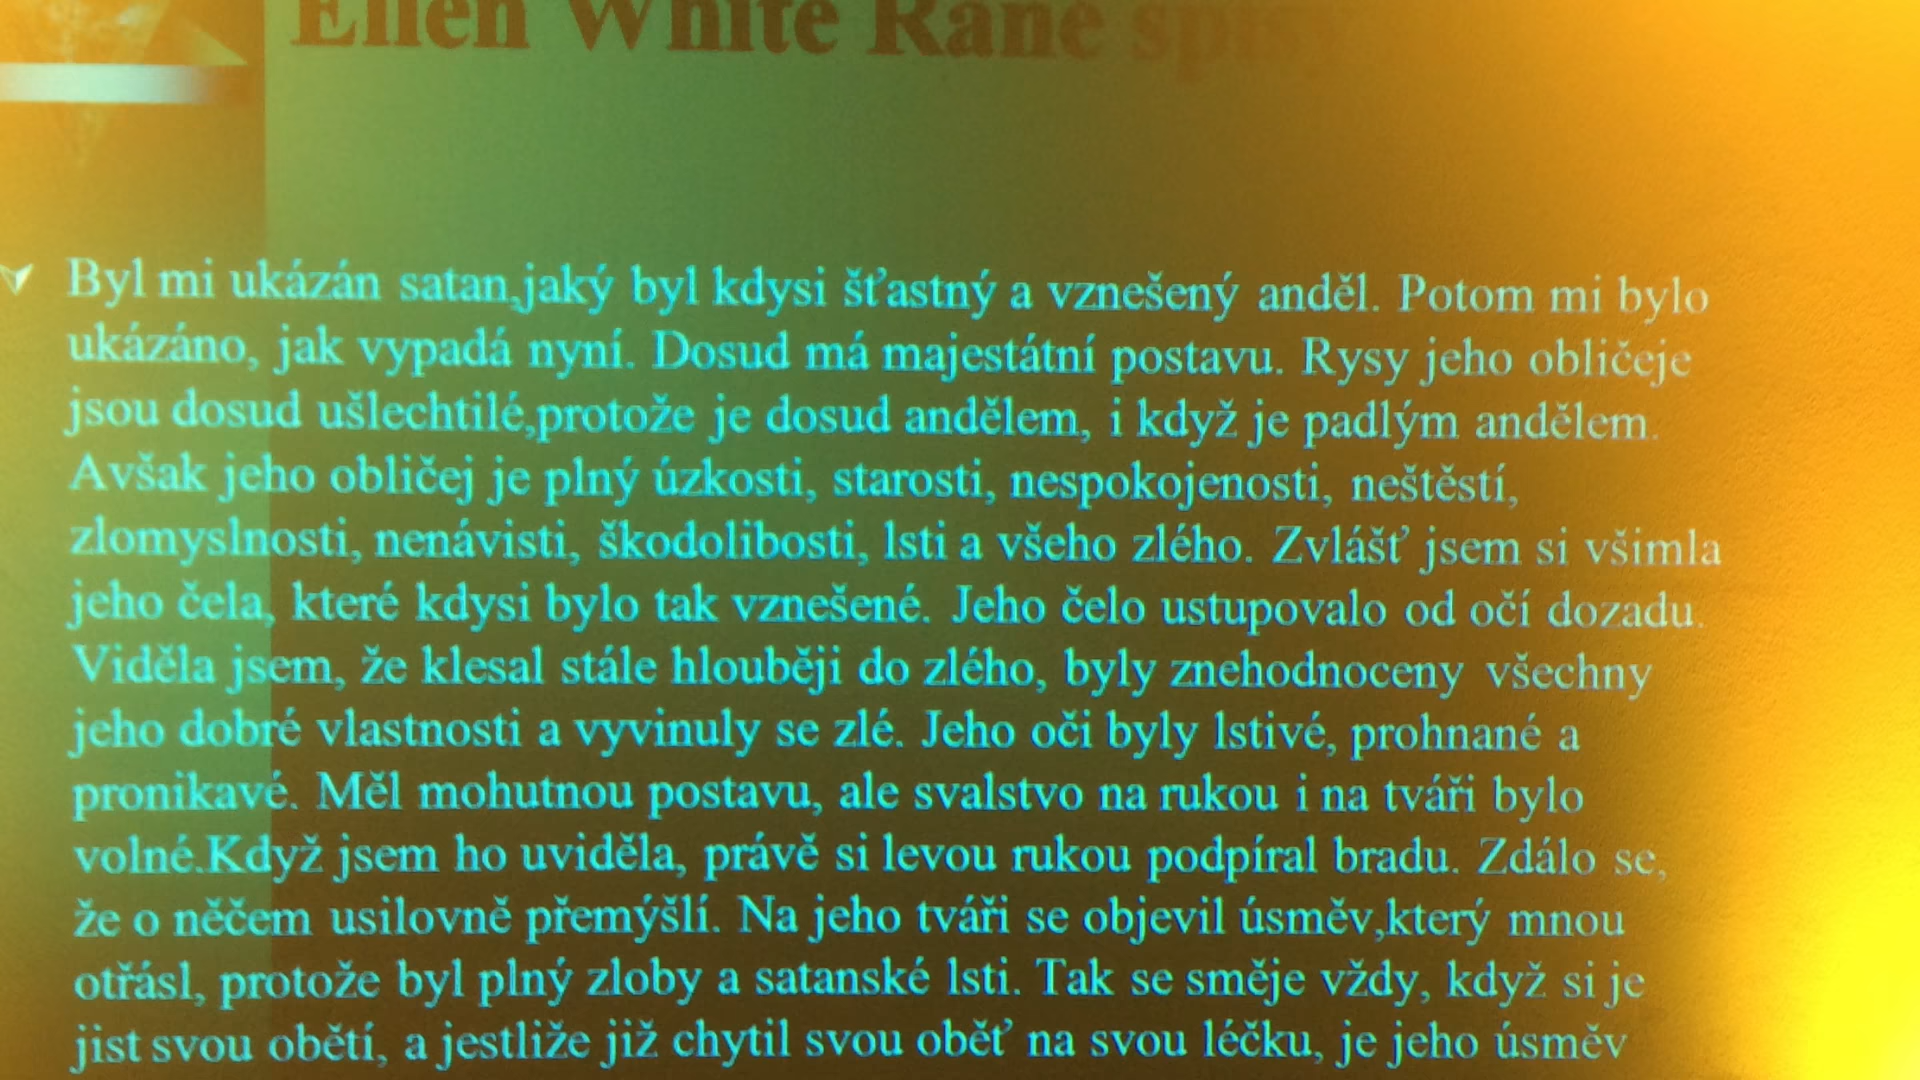 Ellen White Rané spisy
Byl mi ukázán satan,jaký byl kdysi šťastný a vznešený anděl. Potom mi bylo
ukázáno, jak vypadá nyní. Dosud má majestátní postavu. Rysy jeho obličeje
jsou dosud ušlechtilé,protože je dosud andělem, i když je padlým andělem.
Avšak jeho obličej je plný úzkosti, starosti, nespokojenosti, neštěstí,
zlomyslnosti, nenávisti, škodolibosti, lsti a všeho zlého. Zvlášť jsem si všimla
jeho čela, které kdysi bylo tak vznešené. Jeho čelo ustupovalo od očí dozadu.
Viděla jsem, že klesal stále hlouběji do zlého, byly znehodnoceny všechny
jeho dobré vlastnosti a vyvinuly se zlé. Jeho oči byly lstivé, prohnané a
pronikavé. Měl mohutnou postavu, ale svalstvo na rukou i na tváři bylo
volné.Když jsem ho uviděla, právě si levou rukou podpíral bradu. Zdálo se,
že o něčem usilovně přemýšlí. Na jeho tváři se objevil úsměv,který mnou
otřásl, protože byl plný zloby a satanské lsti. Tak se směje vždy, když si je
jist svou obětí, a jestliže již chytil svou oběť na svou léčku, je jeho úsměv